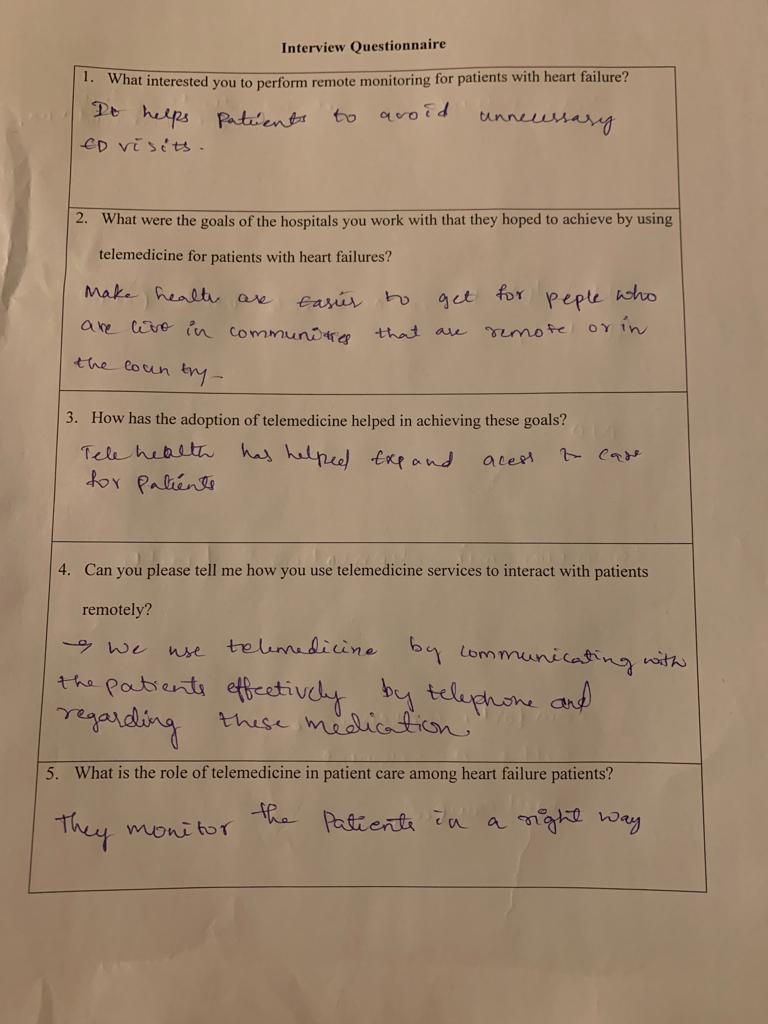 Interview Questionnaire
1. What interested you to perform remote monitoring for patients with heart failure?
It helps patients to avoid unnecessary
ED visits.
2. What were the goals of the hospitals you work with that they hoped to achieve by using
telemedicine for patients with heart failures?
Make health are easier to get for peple who
are live in communities that are remote or in
the country
3. How has the adoption of telemedicine helped in achieving these goals?
Tele health has helped expand acess to care
for patients
4. Can you please tell me how you use telemedicine services to interact with patients
remotely?
→ We use telemedicine by communicating with
the patients effectively by telephone and
regarding these medication.
5. What is the role of telemedicine in patient care among heart failure patients?
They monitor the Patients in a right way